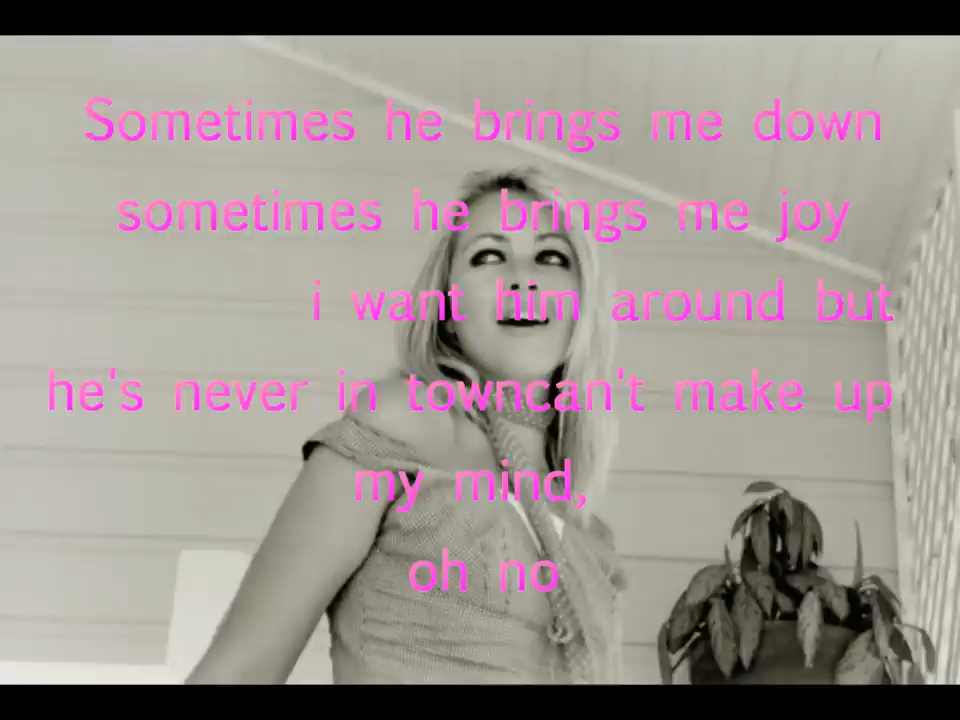 Sometimes he brings me down
sometimes he brings me joy
i want him around but
he's never in towncan't make up
my mind,
oh no